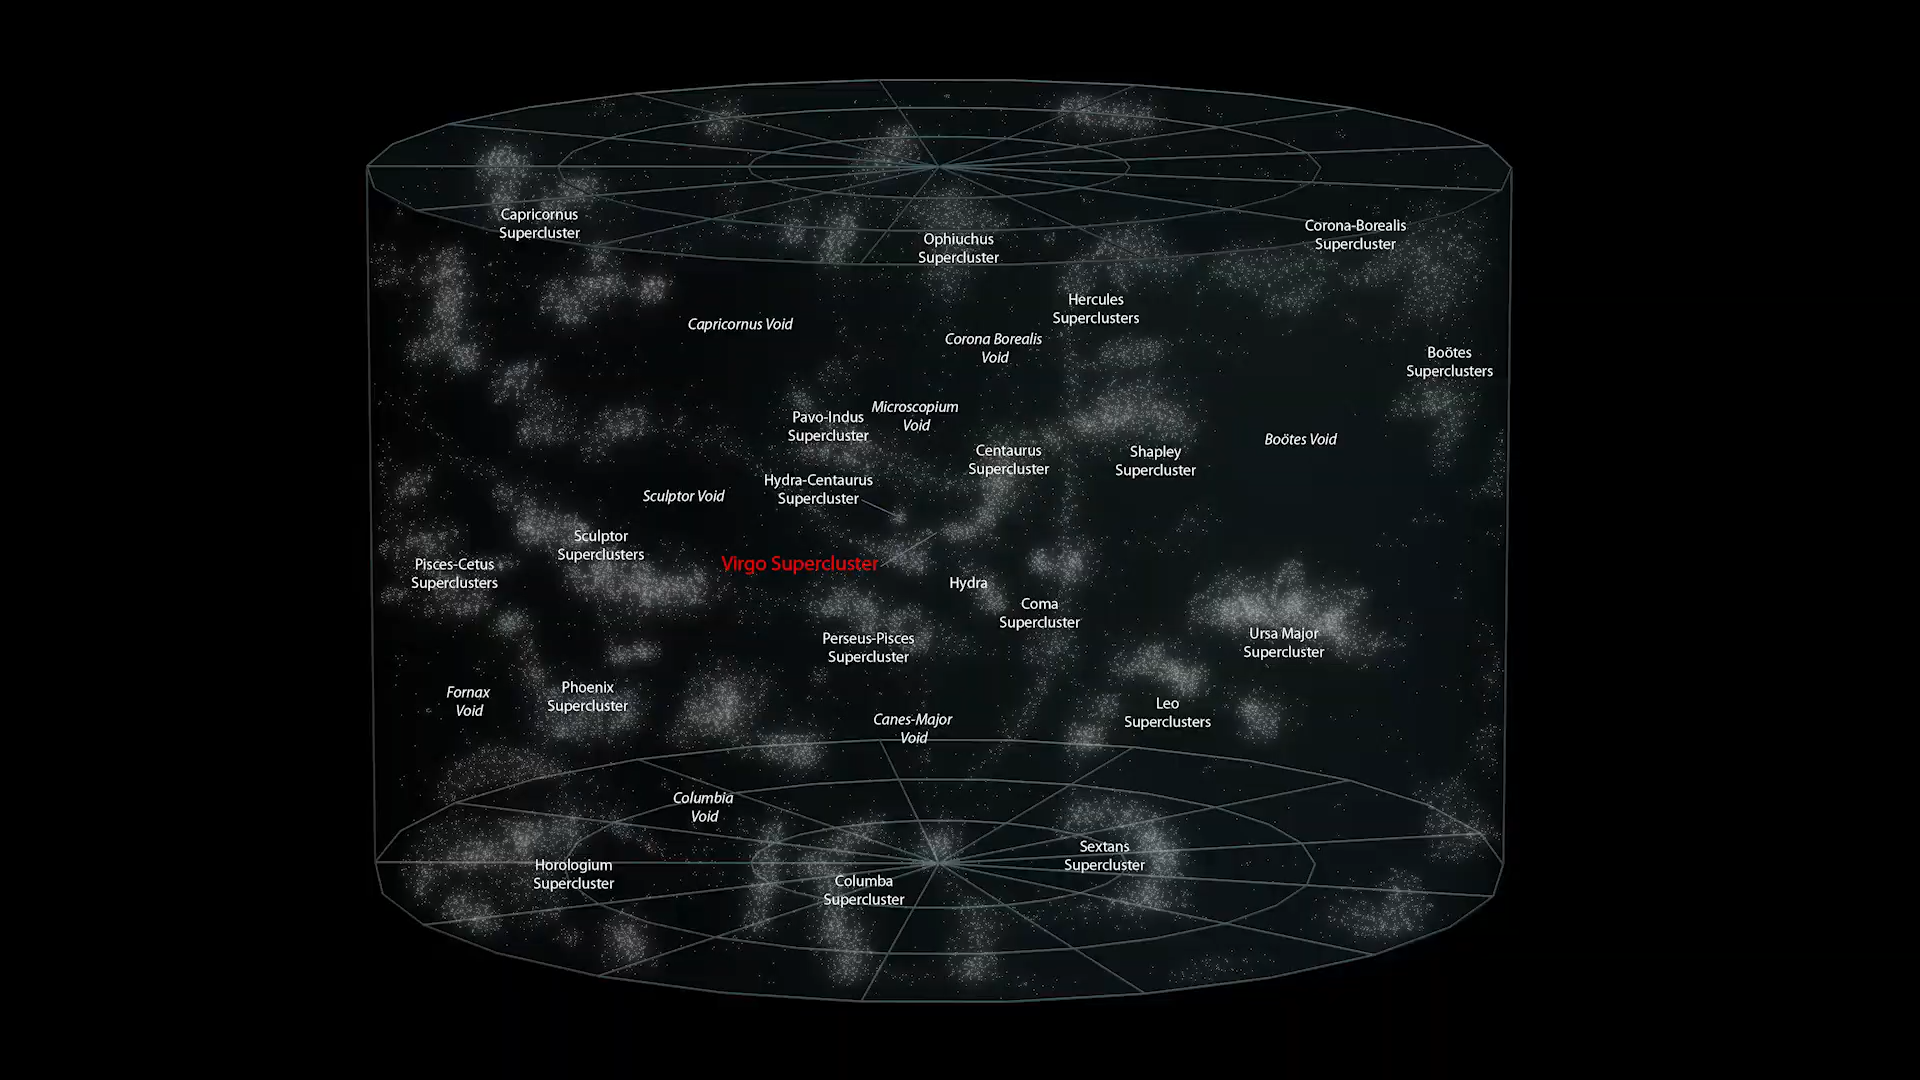 Capricornus
Supercluster
Ophiuchus
Supercluster
Corona-Borealis
Supercluster
Hercules
Superclusters
Capricornus Void
Corona Borealis
Void
Boötes
Superclusters
Pavo-Indus
Supercluster
Microscopium
Void
Centaurus
Supercluster
Shapley
Supercluster
Boötes Void
Hydra-Centaurus
Supercluster
Sculptor Void
Sculptor
Superclusters
Pisces-Cetus
Superclusters
Virgo Supercluster
Hydra
Coma
Supercluster
Perseus-Pisces
Supercluster
Ursa Major
Supercluster
Fornax
Void
Phoenix
Supercluster
Leo
Superclusters
Canes-Major
Void
Columbia
Void
Horologium
Supercluster
Columba
Supercluster
Sextans
Supercluster